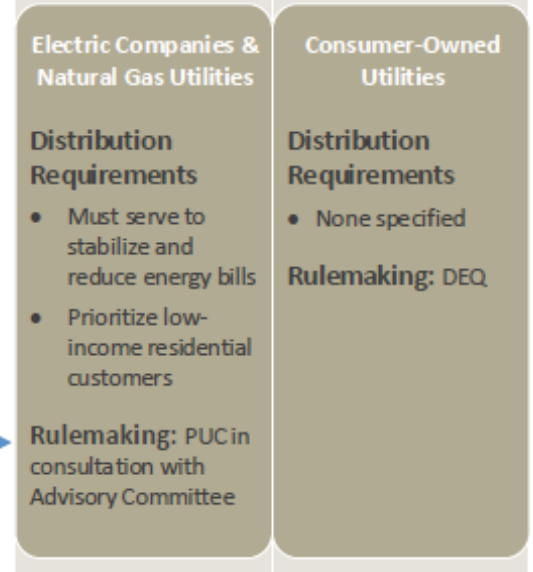 Electric Companies &
Natural Gas Utilities
Distribution
Requirements
• Must serve to
stabilize and
reduce energy bills
• Prioritize low-
income residential
customers
Rulemaking: PUC in
consultation with
Advisory Committee
Consumer-Owned
Utilities
Distribution
Requirements
• None specified
Rulemaking: DEQ